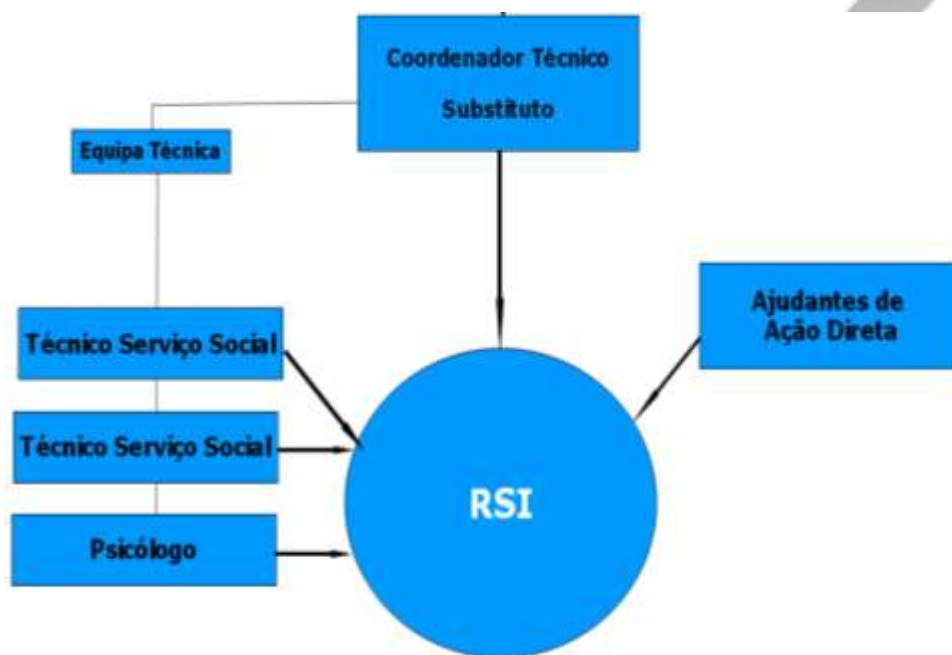 Coordenador Técnico
Substituto
Equipa Técnica
Ajudantes de
Ação Direta
Técnico Serviço Social
Técnico Serviço Social
RSI
Psicólogo